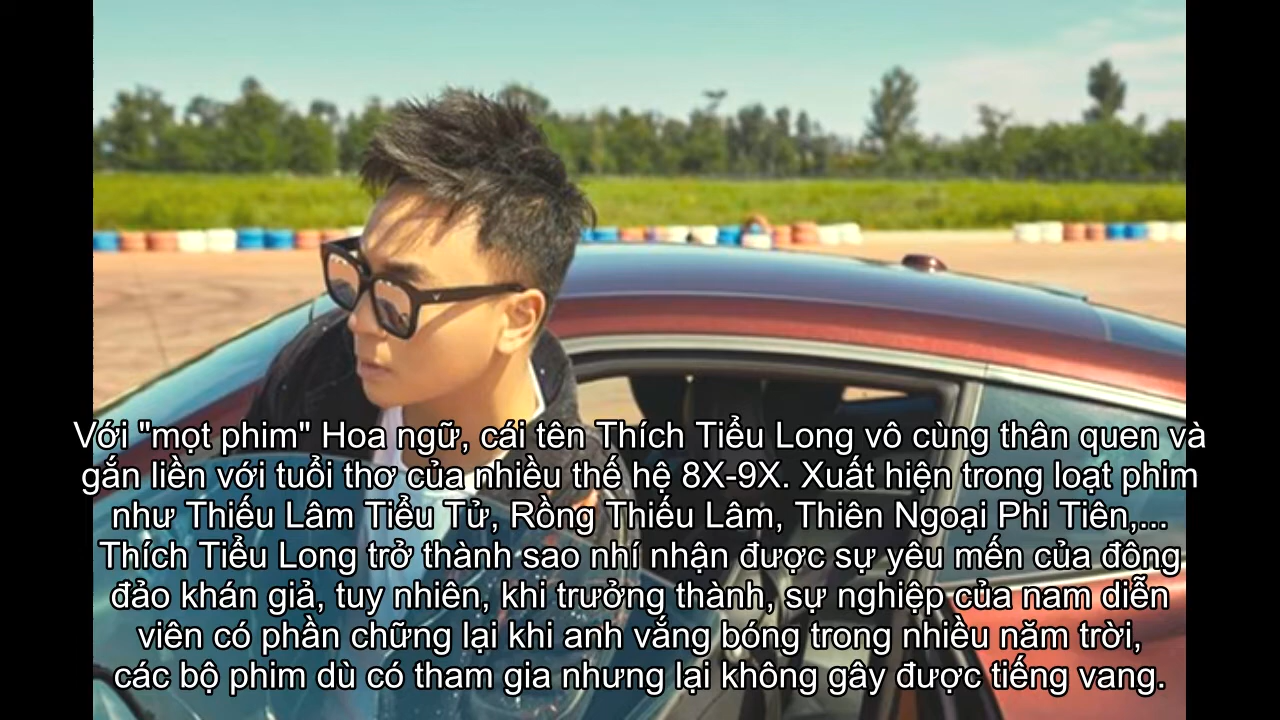 Với "mọt phim" Hoa ngữ, cái tên Thích Tiểu Long vô cùng thân quen và
gắn liền với tuổi thơ của nhiều thế hệ 8X-9X. Xuất hiện trong loạt phim
như Thiếu Lâm Tiểu Tử, Rồng Thiếu Lâm, Thiên Ngoại Phi Tiên,...
Thích Tiểu Long trở thành sao nhí nhận được sự yêu mến của đông
đảo khán giả, tuy nhiên, khi trưởng thành, sự nghiệp của nam diễn
viên có phần chững lại khi anh vắng bóng trong nhiều năm trời,
các bộ phim dù có tham gia nhưng lại không gây được tiếng vang.